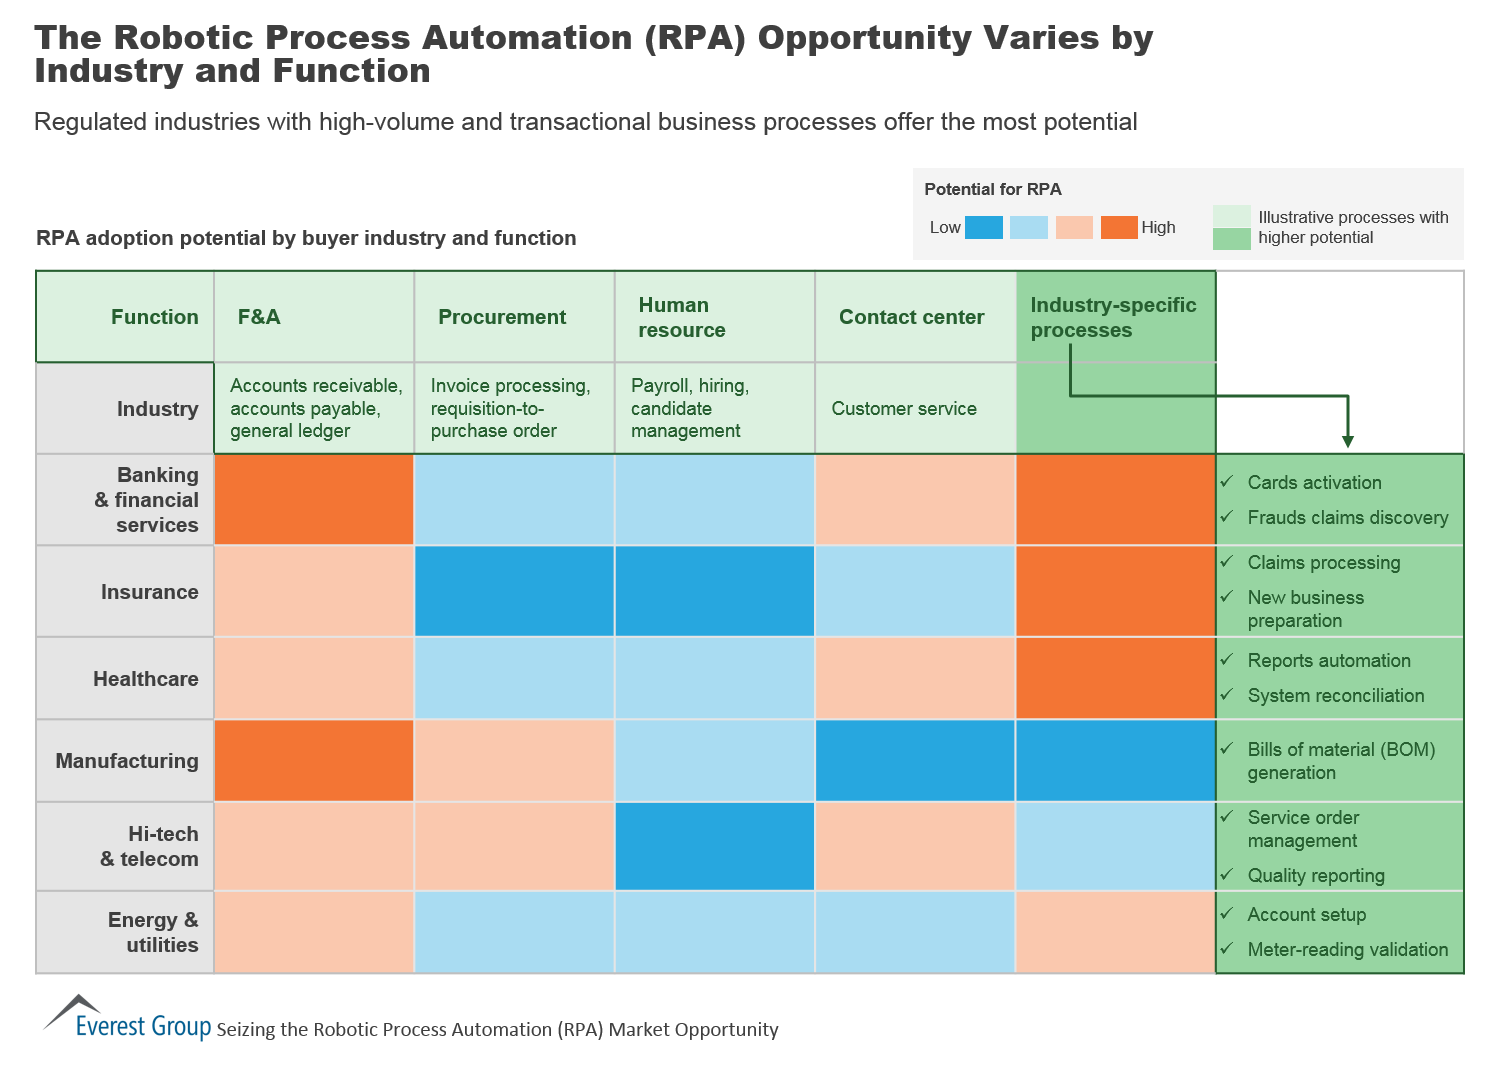 The Robotic Process Automation (RPA) Opportunity Varies by
Industry and Function
Regulated industries with high-volume and transactional business processes offer the most potential
Potential for RPA
Low
High
Illustrative processes with
higher potential
RPA adoption potential by buyer industry and function
Function
F&A
Procurement
Human
resource
Contact center
Industry-specific
processes
Industry
Accounts receivable,
accounts payable,
general ledger
Invoice processing,
requisition-to-
purchase order
Payroll, hiring,
candidate
management
Customer service
Banking
& financial
services
✓ Cards activation
✓ Frauds claims discovery
Insurance
✓ Claims processing
✓ New business
preparation
Healthcare
✓ Reports automation
✓ System reconciliation
Manufacturing
✓ Bills of material (BOM)
generation
Hi-tech
& telecom
✓ Service order
management
✓ Quality reporting
Energy &
utilities
✓ Account setup
✓ Meter-reading validation
Everest Group Seizing the Robotic Process Automation (RPA) Market Opportunity